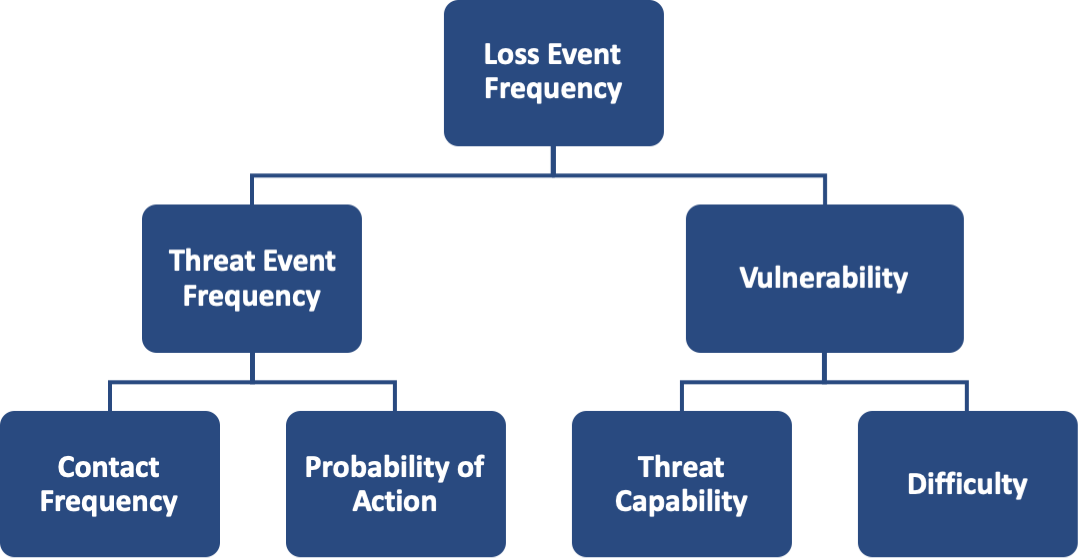 Loss Event
Frequency
Threat Event
Frequency
Vulnerability
Contact
Frequency
Probability of
Action
Threat
Capability
Difficulty